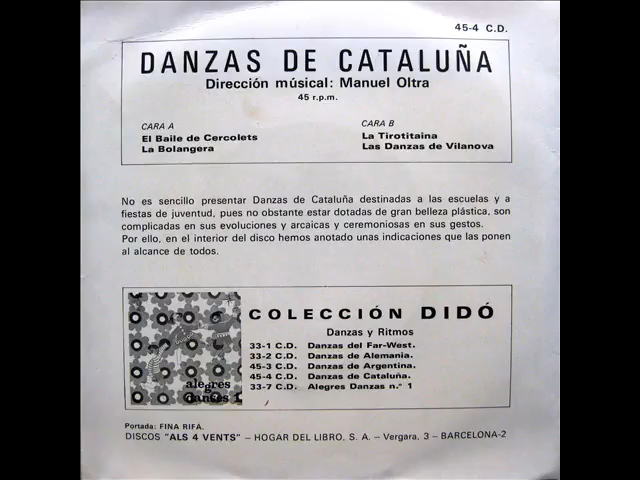 45-4 C.D.
DANZAS DE CATALUÑA
Dirección músical: Manuel Oltra
45 r.p.m.
CARA A
El Baile de Cercolets
La Bolangera
CARA B
La Tirotitaina
Las Danzas de Vilanova
No es sencillo presentar Danzas de Cataluña destinadas a las escuelas y a
fiestas de juventud, pues no obstante estar dotadas de gran belleza plástica, son
complicadas en sus evoluciones y arcaicas y ceremoniosas en sus gestos.
Por ello, en el interior del disco hemos anotado unas indicaciones que las ponen
al alcance de todos.
alegres
danses 1
COLECCIÓN DIDÓ
Danzas y Ritmos
33-1 C.D. Danzas del Far-West.
33-2 C.D. Danzas de Alemania.
45-3 C.D. Danzas de Argentina.
45-4 C.D. Danzas de Cataluña.
33-7 C.D. Alegres Danzas n.° 1
Portada: FINA RIFÁ.
DISCOS "ALS 4 VENTS" – HOGAR DEL LIBRO, S. A. – Vergara, 3 – BARCELONA-2